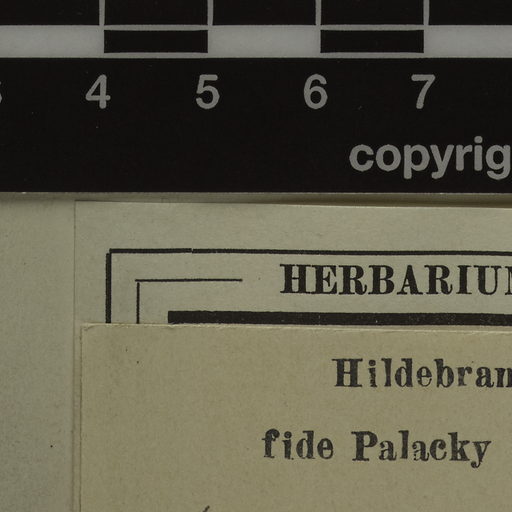 4 5 6 7
copyrig
HERBARIUM
Hildebran
fide Palacky